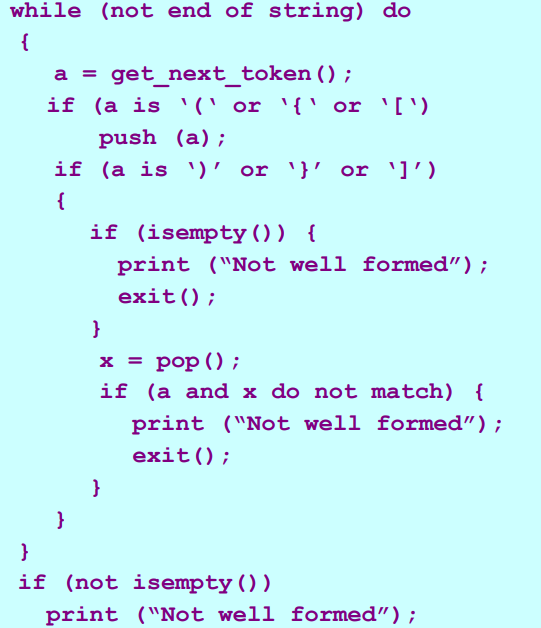 while (not end of string) do
{
a = get_next_token();
if (a is ‘(‘ or ‘{‘ or ‘[‘)
push (a);
if (a is ‘)’ or ‘}’ or ‘]’)
{
if (isempty()) {
print (“Not well formed”);
exit();
}
x = pop();
if (a and x do not match) {
print (“Not well formed”);
exit();
}
}
}
if (not isempty())
print (“Not well formed”);